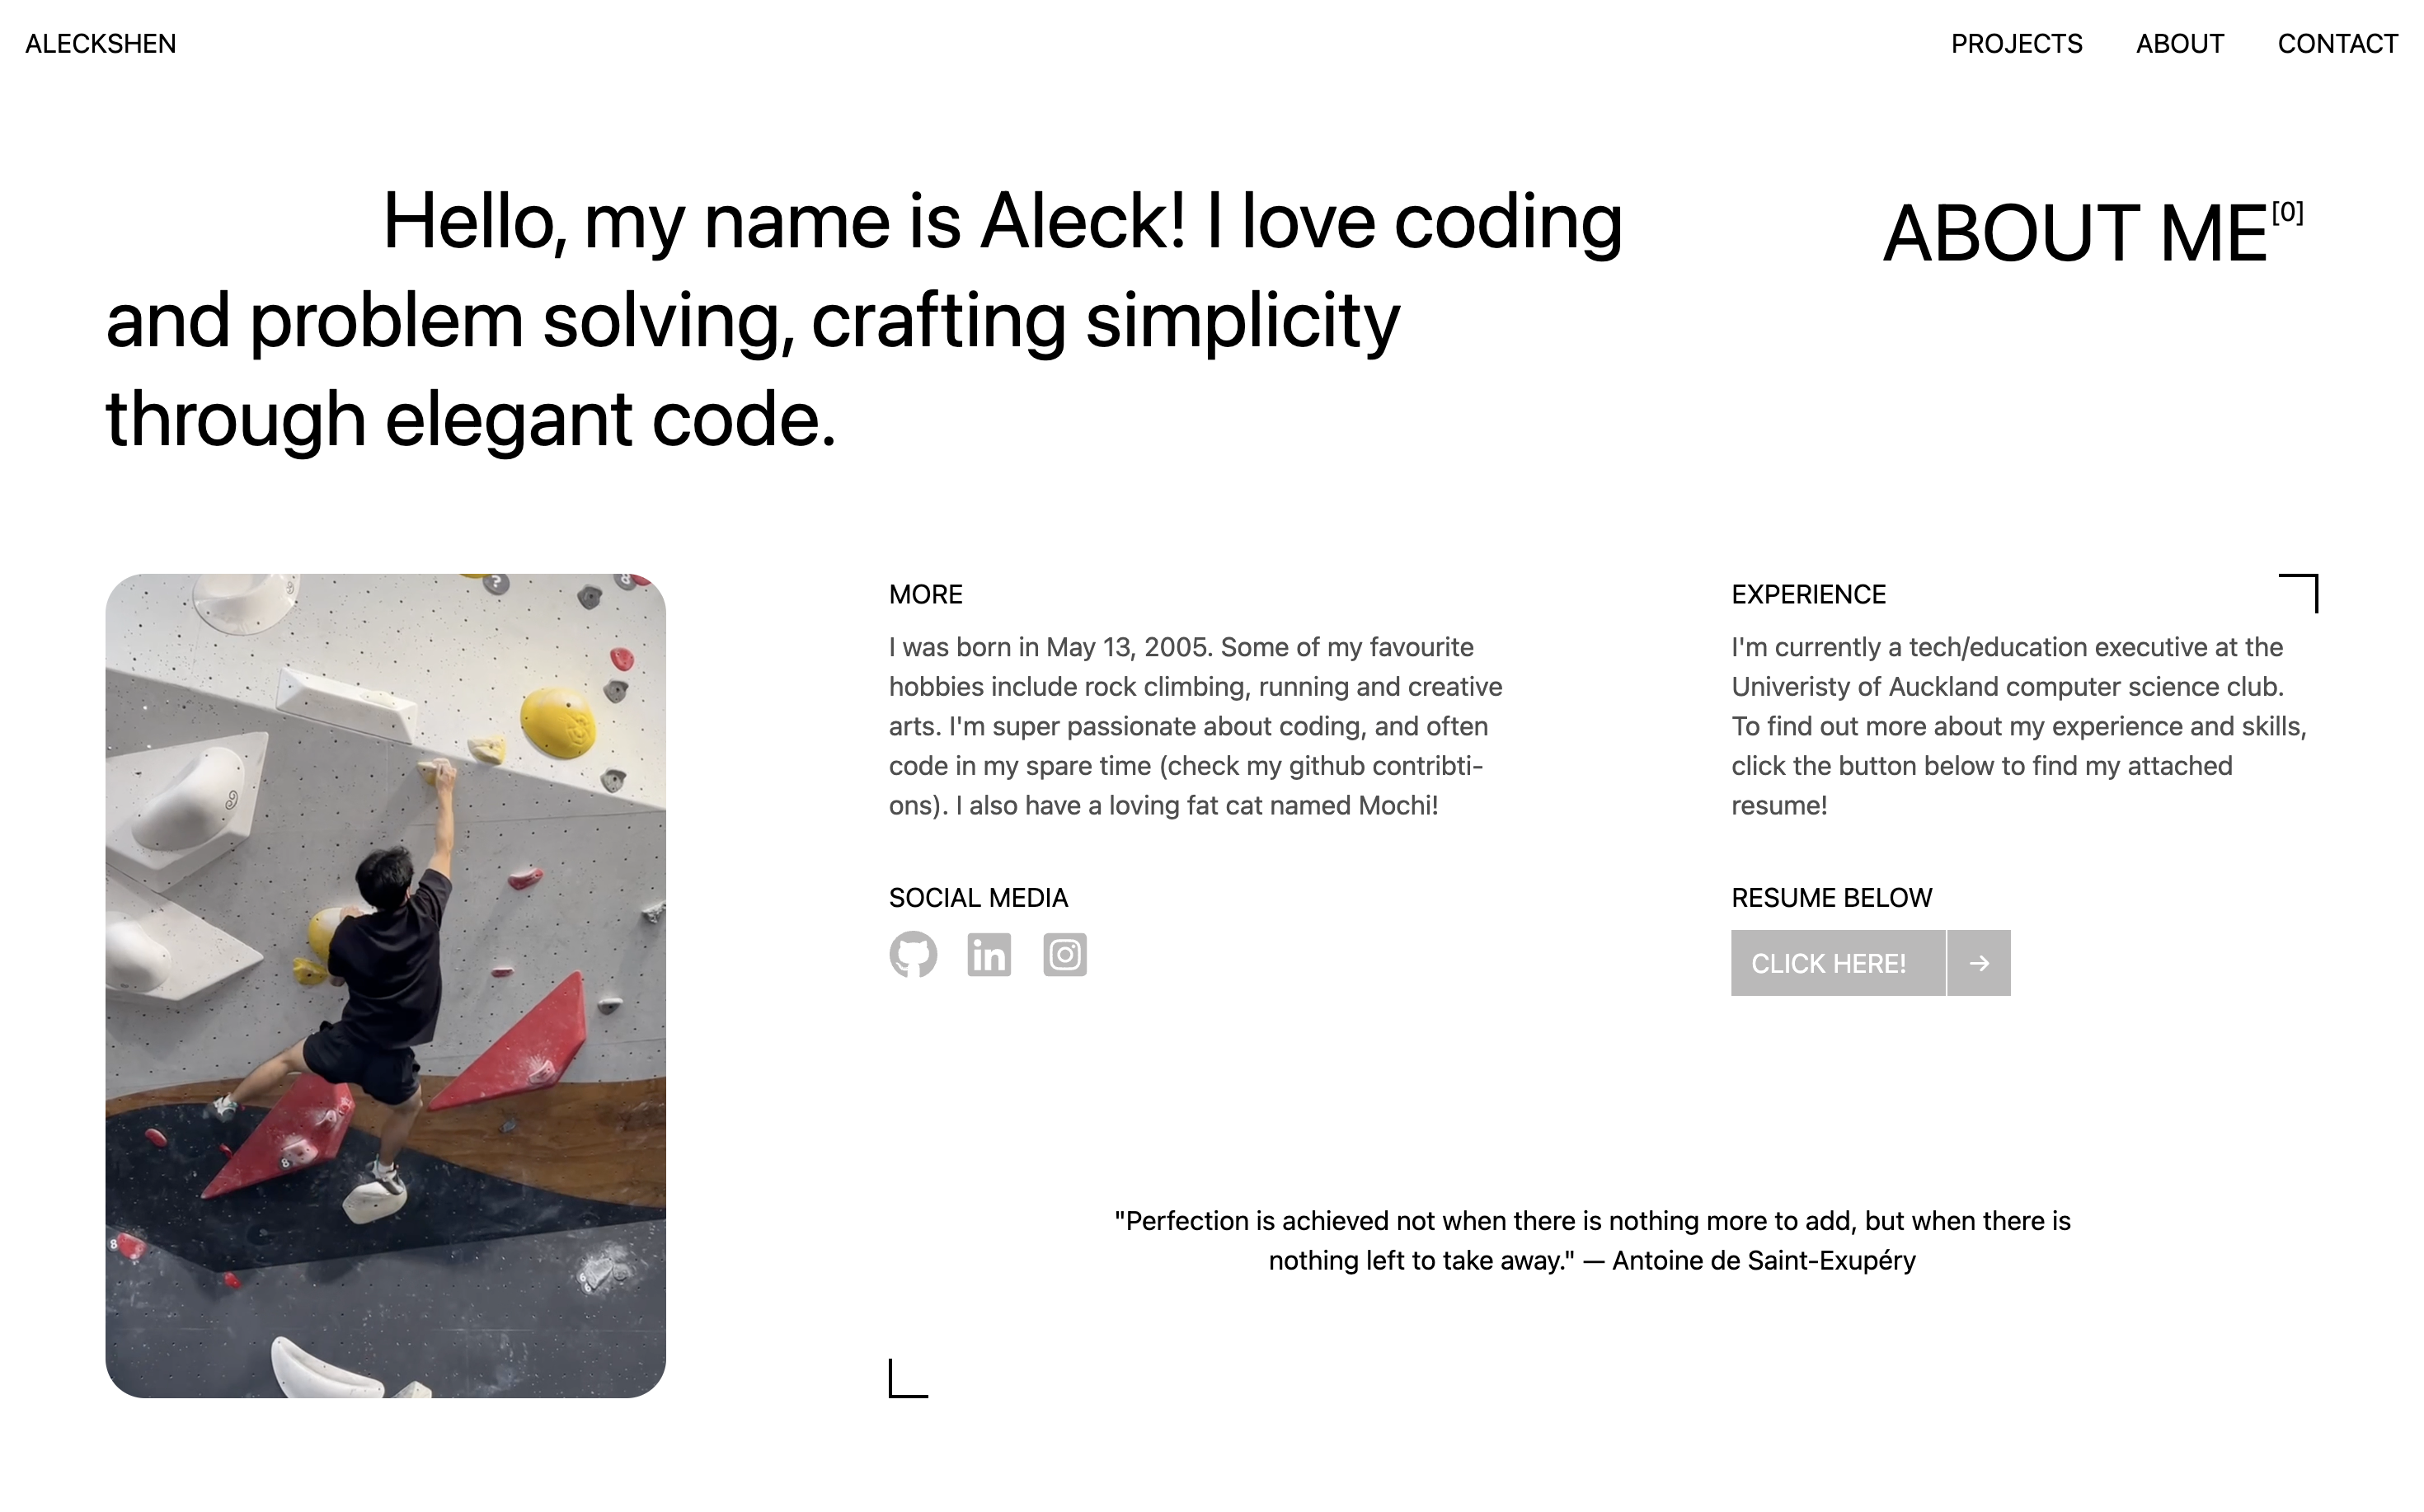 ALECKSHEN
PROJECTS ABOUT CONTACT
Hello, my name is Aleck! I love coding
and problem solving, crafting simplicity
through elegant code.
ABOUT ME[0]
MORE
I was born in May 13, 2005. Some of my favourite
hobbies include rock climbing, running and creative
arts. I'm super passionate about coding, and often
code in my spare time (check my github contribti-
ons). I also have a loving fat cat named Mochi!
SOCIAL MEDIA
in
EXPERIENCE
I'm currently a tech/education executive at the
Univeristy of Auckland computer science club.
To find out more about my experience and skills,
click the button below to find my attached
resume!
RESUME BELOW
CLICK HERE! →
"Perfection is achieved not when there is nothing more to add, but when there is
nothing left to take away." — Antoine de Saint-Exupéry
?
8
8
8